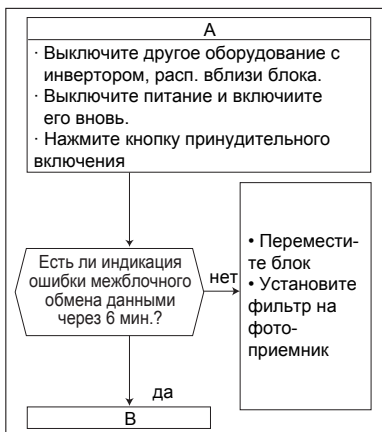 A
· Выключите другое оборудование с
инвертором, расп. вблизи блока.
· Выключите питание и включиите
его вновь.
· Нажмите кнопку принудительного
включения
Есть ли индикация
ошибки межблочного
обмена данными
через 6 мин.?
нет
• Перемести-
те блок
• Установите
фильтр на
фото-
приемник
да
B